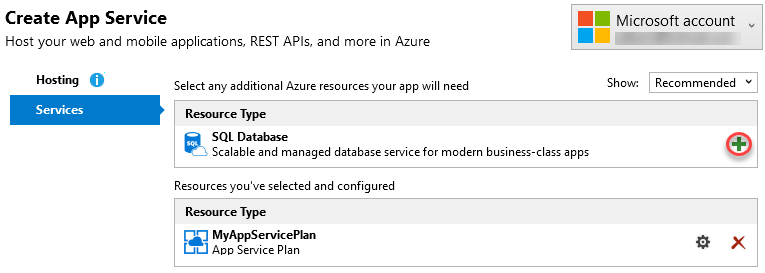 Create App Service
Host your web and mobile applications, REST APIs, and more in Azure
Microsoft account
Hosting
Services
Select any additional Azure resources your app will need
Show: Recommended
Resource Type
SQL Database
Scalable and managed database service for modern business-class apps
Resources you've selected and configured
Resource Type
MyAppServicePlan
App Service Plan